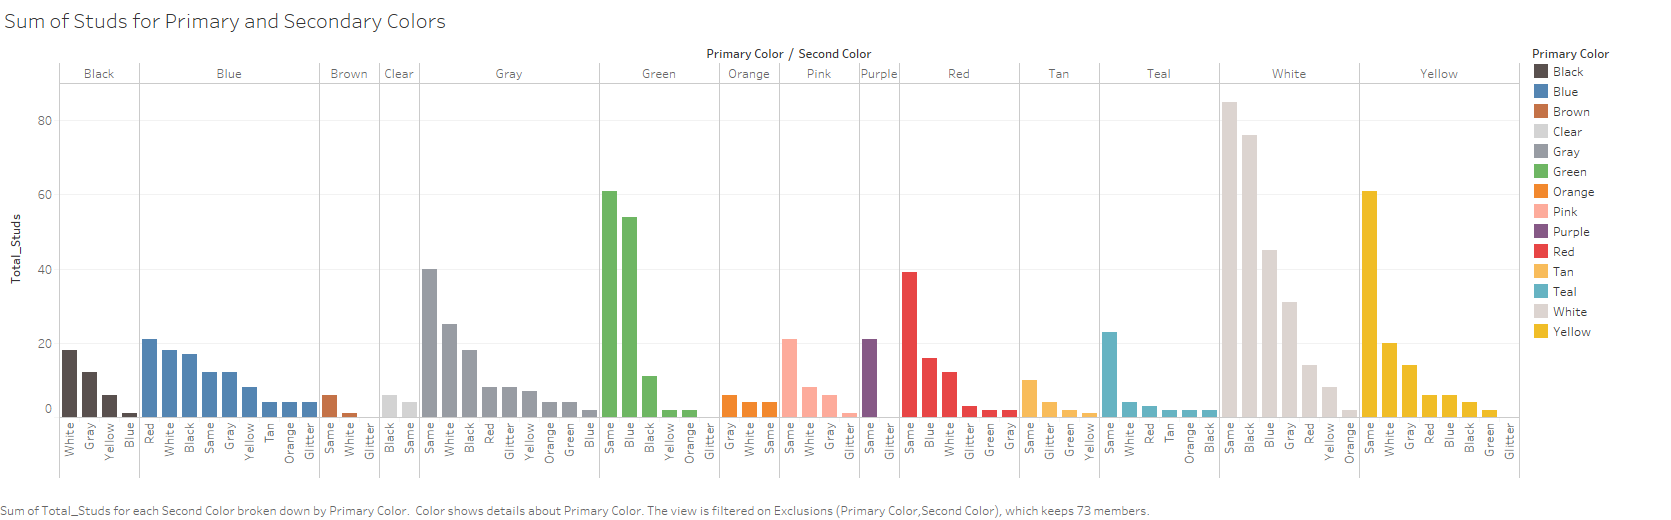 Sum of Studs for Primary and Secondary Colors
Primary Color / Second Color
Black Blue Brown Clear Gray Green Orange Pink Purple Red Tan Teal White Yellow
Total_Studs
80
60
40
20
0
White Gray Yellow Blue Red White Black Same Gray Yellow Tan Orange Glitter Same White Glitter Black Same Same White Black Red Glitter Yellow Orange Green Blue Same Blue Black Yellow Orange Glitter Gray White Same Same White Gray Glitter Same Same Blue White Glitter Green Gray Same Glitter Green Yellow Same White Red Tan Orange Black Same Black Blue Gray Red Yellow Orange Same White Gray Red Blue Black Green Glitter
Primary Color
Black
Blue
Brown
Clear
Gray
Green
Orange
Pink
Purple
Red
Tan
Teal
White
Yellow
Sum of Total_Studs for each Second Color broken down by Primary Color. Color shows details about Primary Color. The view is filtered on Exclusions (Primary Color,Second Color), which keeps 73 members.